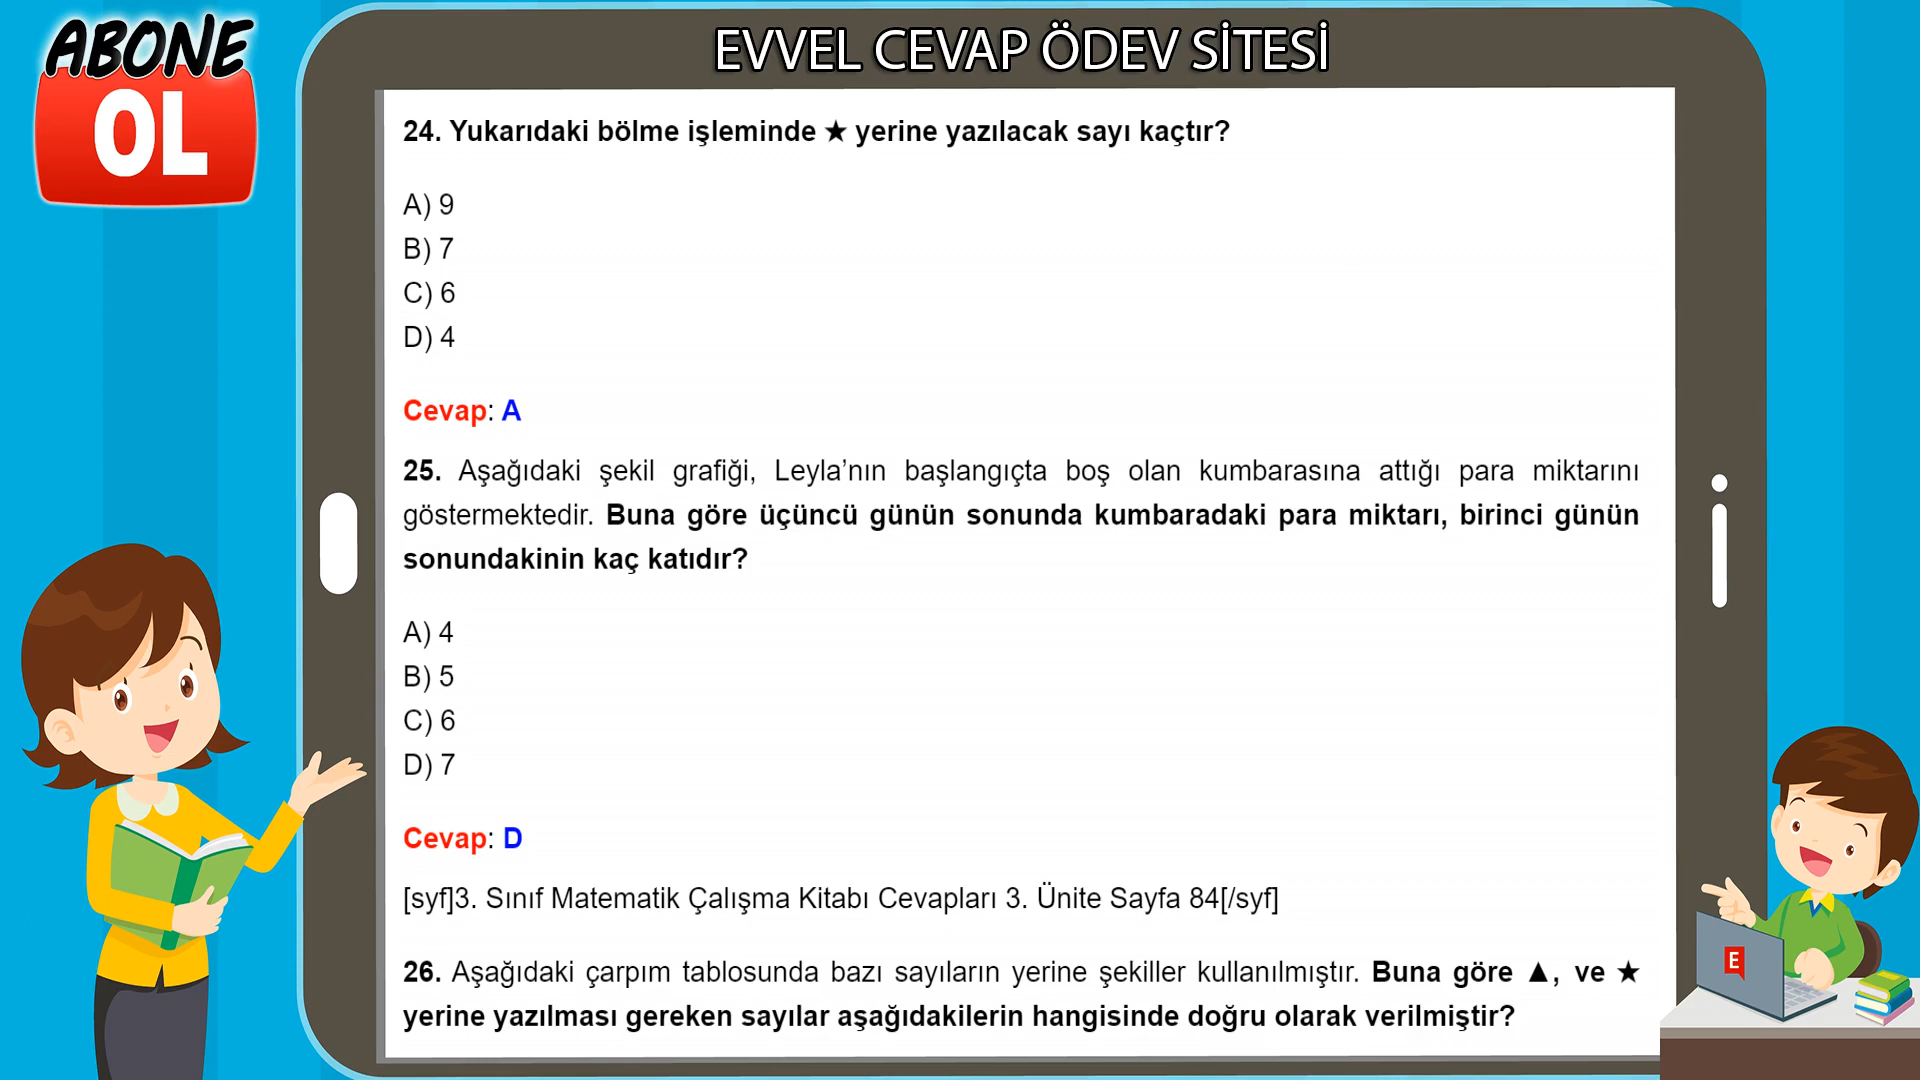 ABONE
OL
EVVEL CEVAP ÖDEV SİTESİ
24. Yukarıdaki bölme işleminde ★ yerine yazılacak sayı kaçtır?
A) 9
B) 7
C) 6
D) 4
Cevap: A
25. Aşağıdaki şekil grafiği, Leyla’nın başlangıçta boş olan kumbarasına attığı para miktarını
göstermektedir. Buna göre üçüncü günün sonunda kumbaradaki para miktarı, birinci günün
sonundakinin kaç katıdır?
A) 4
B) 5
C) 6
D) 7
Cevap: D
[syf]3. Sınıf Matematik Çalışma Kitabı Cevapları 3. Ünite Sayfa 84[/syf]
26. Aşağıdaki çarpım tablosunda bazı sayıların yerine şekiller kullanılmıştır. Buna göre ▲, ve ★
yerine yazılması gereken sayılar aşağıdakilerin hangisinde doğru olarak verilmiştir?
E